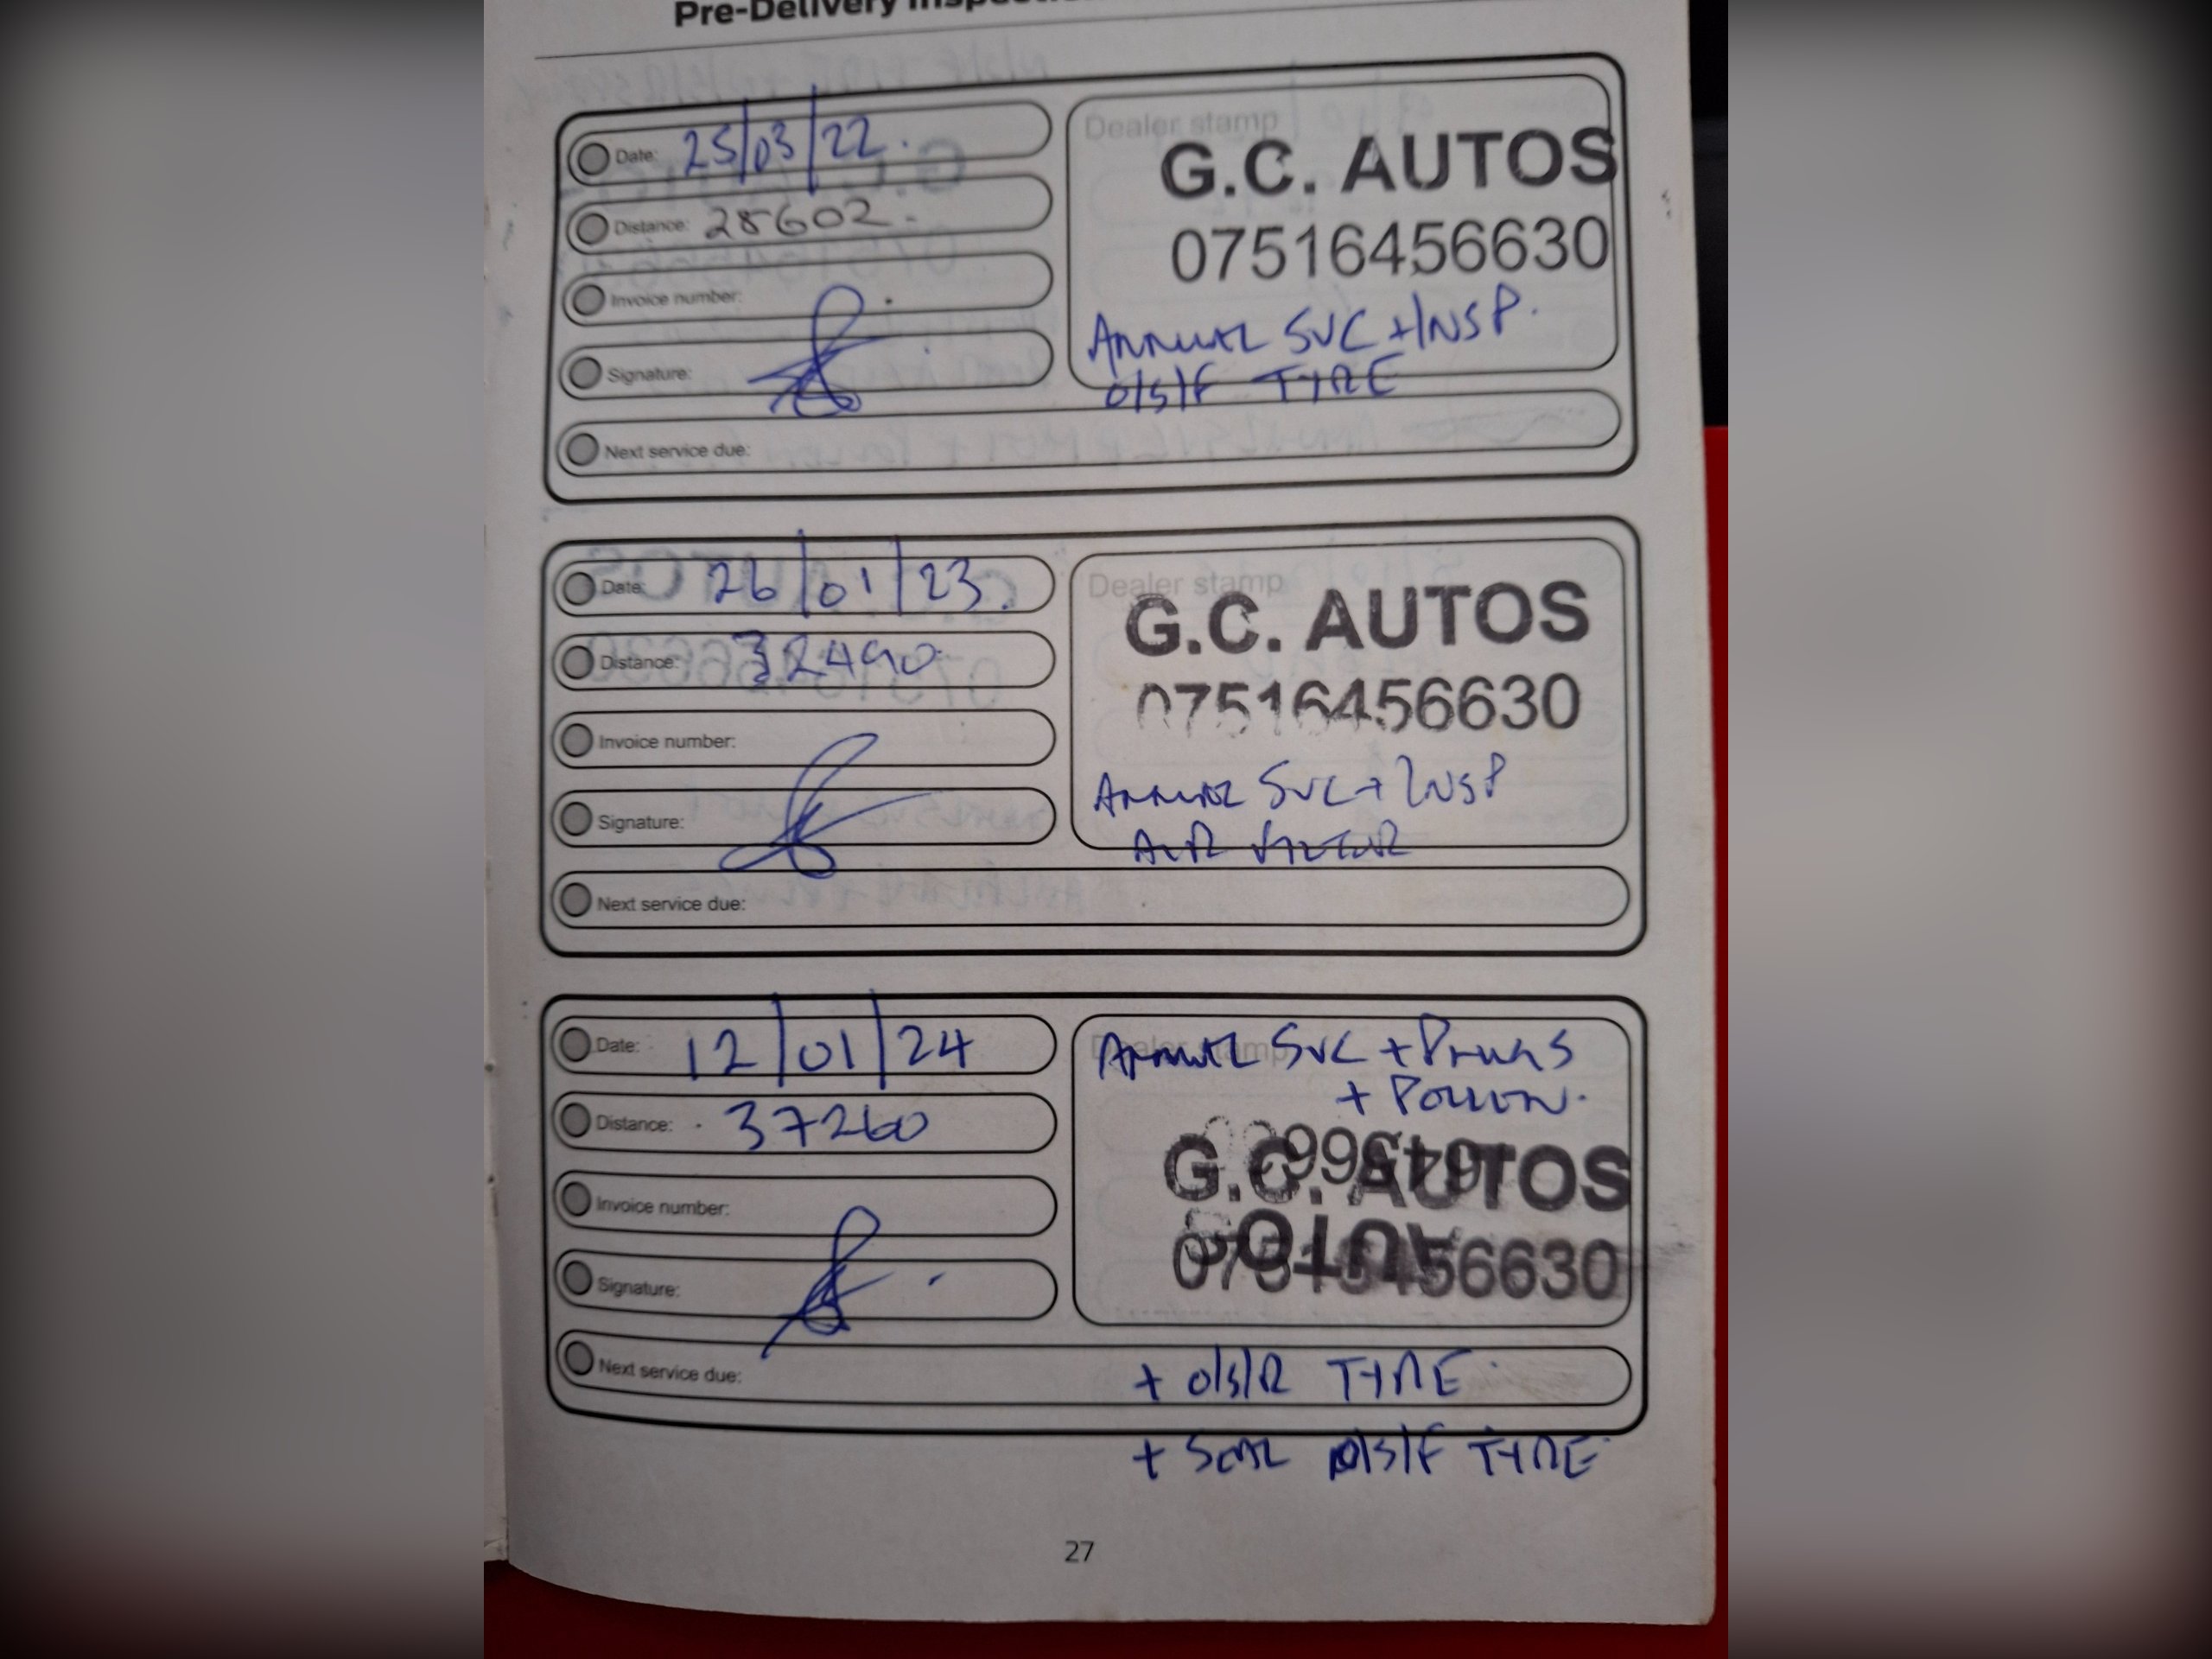 Pre-Delivery Inspection
Date: 25/03/22.
Distance: 28602.
Invoice number:
Signature:
Next service due:
Dealer stamp
G.C. AUTOS
07516456630
ANNUAL SVC + INSP.
O/S/F TYRE
Date: 26/01/23.
Distance: 32490
Invoice number:
Signature:
Next service due:
Dealer stamp
G.C. AUTOS
07516456630
ANNUAL SVC + INSP
AIR FILTER
Date: 12/01/24
Distance: 37260
Invoice number:
Signature:
Next service due:
Dealer stamp
ANNUAL SVC + PLUGS
+ POLLEN.
G.C. AUTOS
07516456630
+ O/S/R TYRE
+ SEAL O/S/F TYRE
27